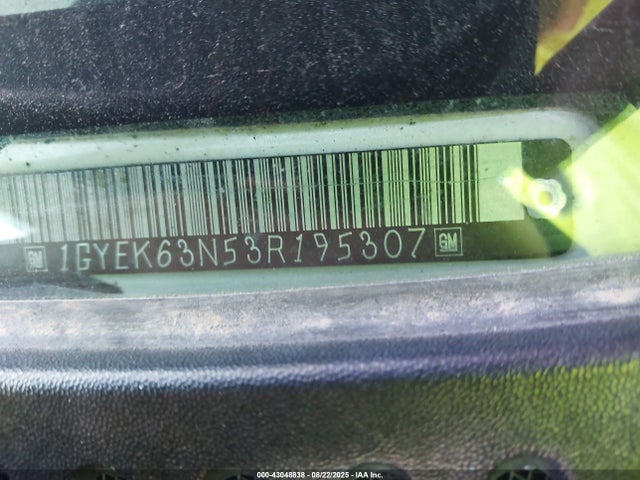 GM 1GYEK63N53R195307 GM
000-43048838 - 08/22/2025 - IAA Inc.